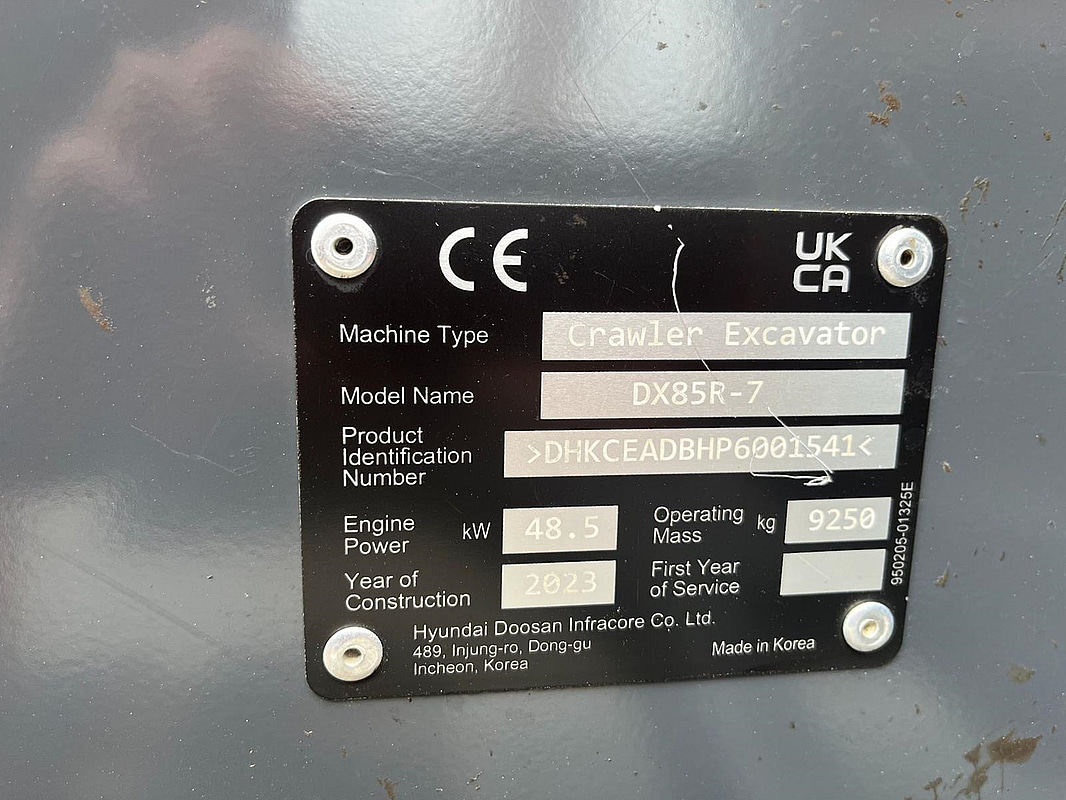 CE
UK
CA
Machine Type Crawler Excavator
Model Name DX85R-7
Product
Identification
Number
>DHKCEADBHP6001541<
Engine
Power kW 48.5
Operating
Mass kg 9250
Year of
Construction 2023
First Year
of Service
950205-01325E
Hyundai Doosan Infracore Co. Ltd.
489, Injung-ro, Dong-gu
Incheon, Korea
Made in Korea